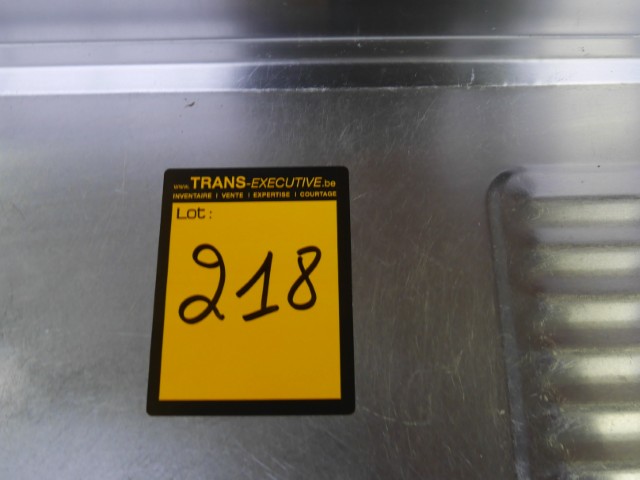 www.TRANS-EXECUTIVE.be
INVENTAIRE | VENTE | EXPERTISE | COURTAGE
Lot:
218